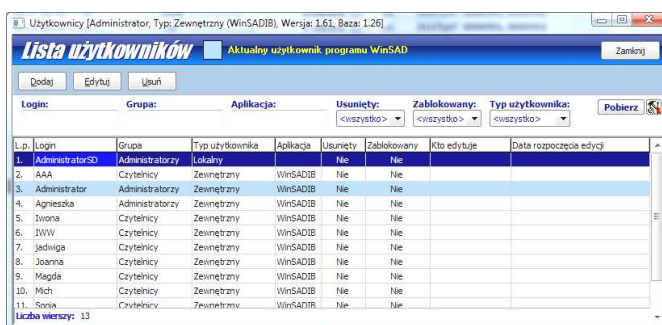 Użytkownicy [Administrator, Typ: Zewnętrzny (WinSADIB), Wersja: 1.61, Baza: 1.26]
Lista użytkowników Aktualny użytkownik programu WinSAD Zamknij
Dodaj Edytuj Usuń
Login: Grupa: Aplikacja: Usunięty: Zablokowany: Typ użytkownika: Pobierz
<wszystko> <wszystko> <wszystko>
L.p. Login Grupa Typ użytkownika Aplikacja Usunięty Zablokowany Kto edytuje Data rozpoczęcia edycji
1. AdministratorSD Administratorzy Lokalny Nie Nie
2. AAA Czytelnicy Zewnętrzny WinSADIB Nie Nie
3. Administrator Administratorzy Zewnętrzny WinSADIB Nie Nie
4. Agnieszka Administratorzy Zewnętrzny WinSADIB Nie Nie
5. Iwona Czytelnicy Zewnętrzny WinSADIB Nie Nie
6. IWW Czytelnicy Zewnętrzny WinSADIB Nie Nie
7. jadwiga Czytelnicy Zewnętrzny WinSADIB Nie Nie
8. Joanna Czytelnicy Zewnętrzny WinSADIB Nie Nie
9. Magda Czytelnicy Zewnętrzny WinSADIB Nie Nie
10. Mich Czytelnicy Zewnętrzny WinSADIB Nie Nie
11. Sonia Czytelnicy Zewnętrzny WinSADIB Nie Nie
Liczba wierszy: 13